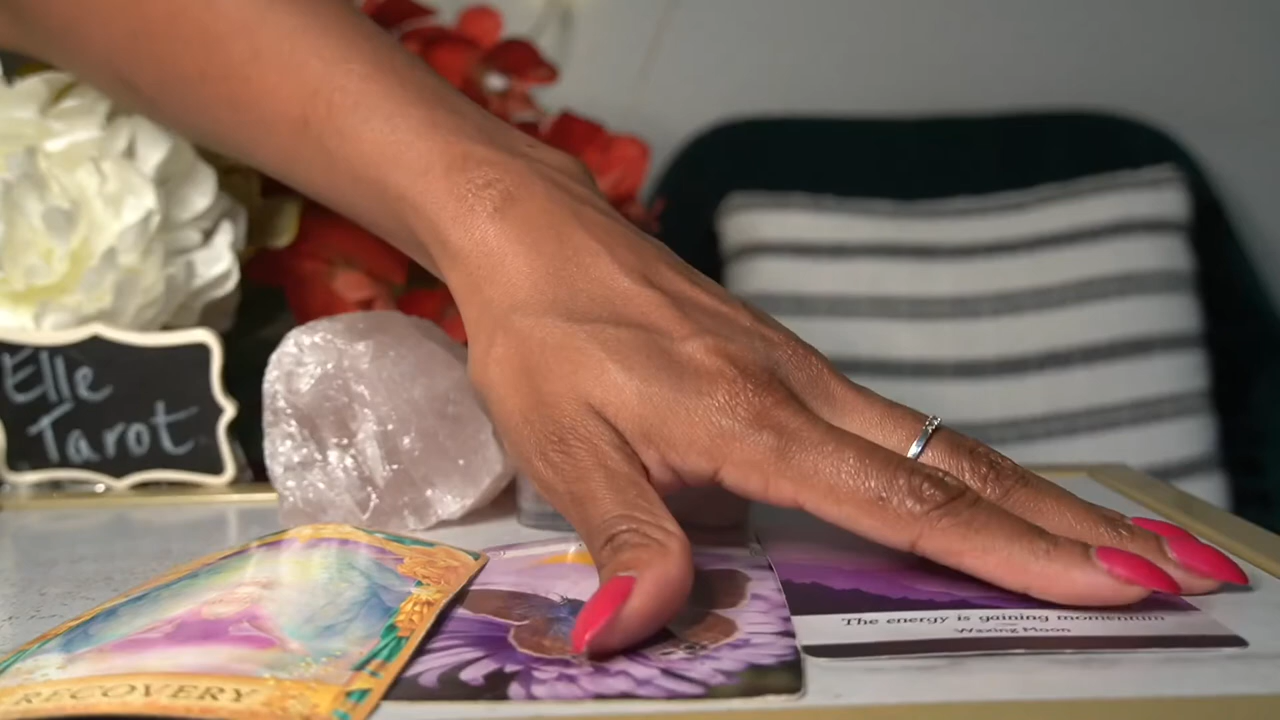 Elle
Tarot
RECOVERY
The energy is gaining momentum
Waxing Moon